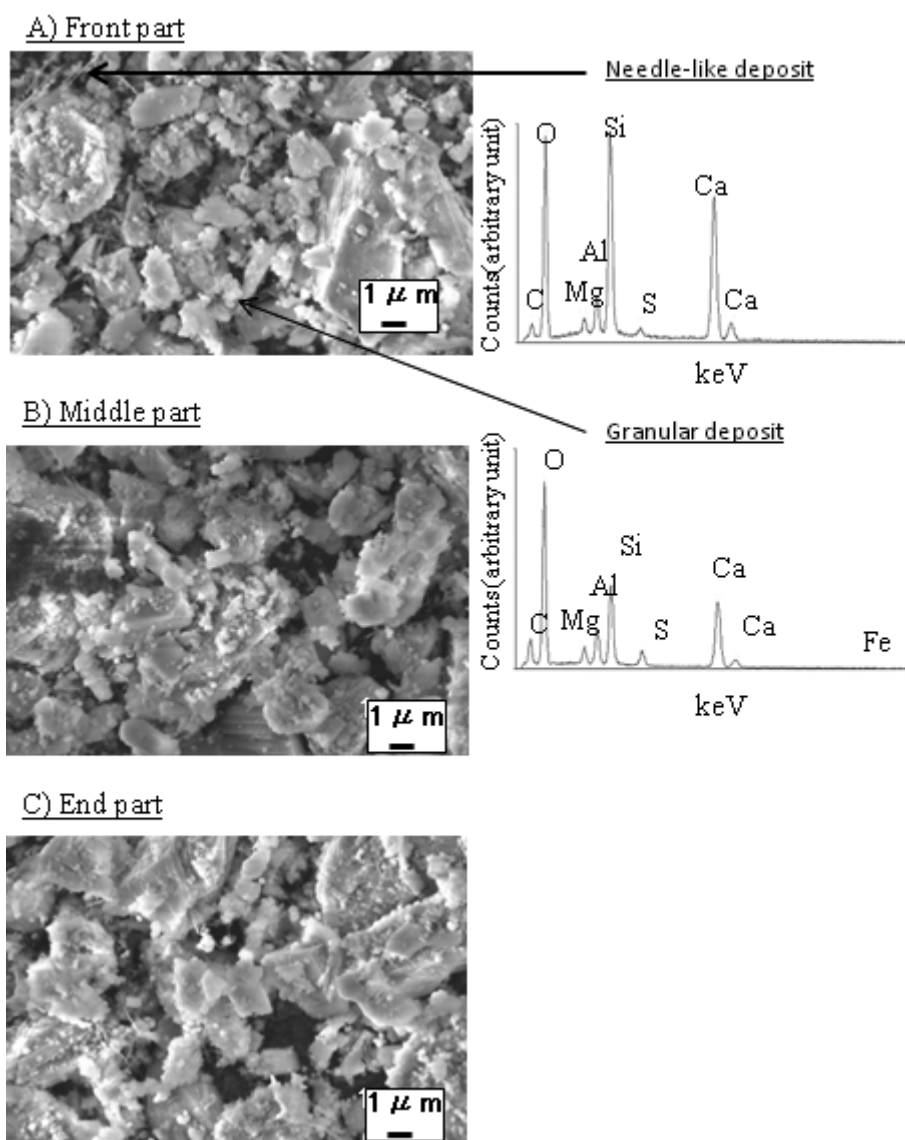 A) Front part
Needle-like deposit
Counts(arbitrary unit)
O
Si
Ca
Al
C
Mg
S
Ca
keV
1 μ m
B) Middle part
Granular deposit
Counts(arbitrary unit)
O
Si
Ca
Al
C
Mg
S
Ca
Fe
keV
1 μ m
C) End part
1 μ m